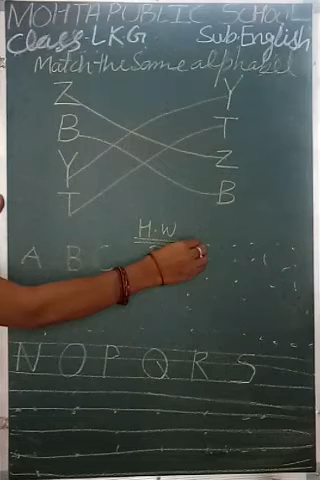 MOHTA PUBLIC SCHOOL
Class-LKG Sub:English
Match the Same alphabet
Z Y
B T
Y Z
T B
H.W
A B C
N O P Q R S